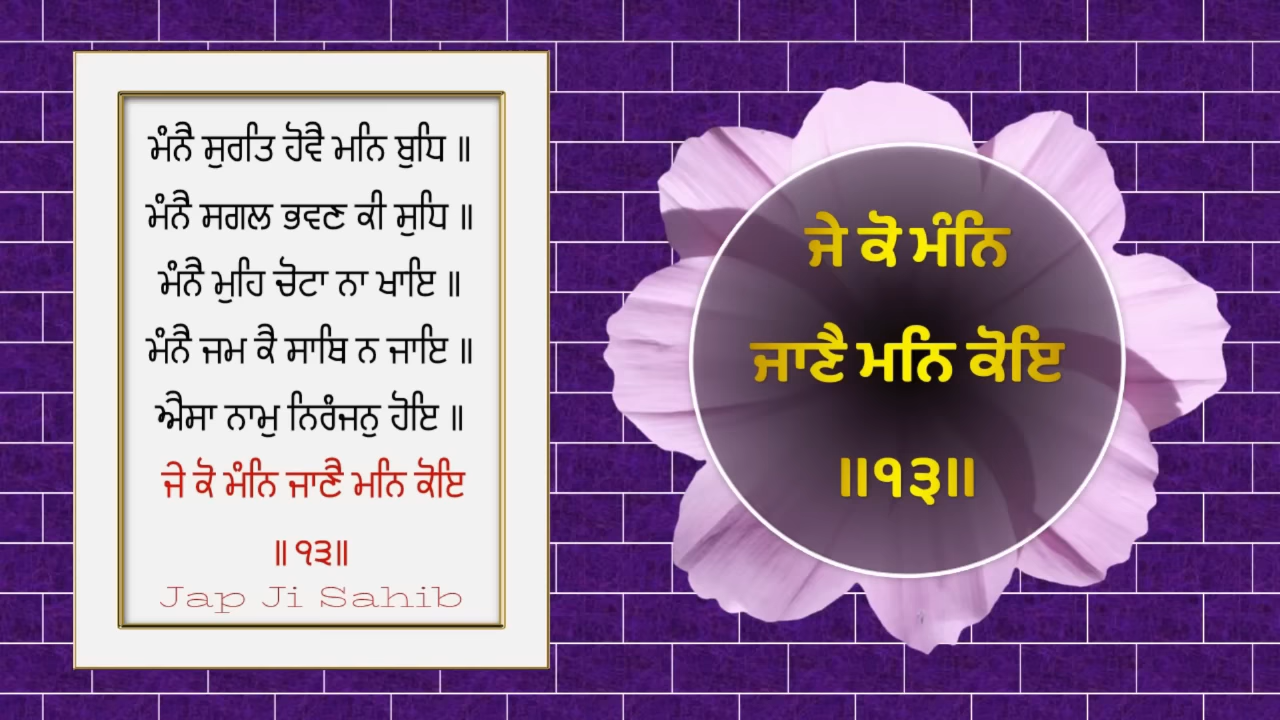 ਮੰਨੈ ਸੁਰਤਿ ਹੋਵੈ ਮਨਿ ਬੁਧਿ ॥
ਮੰਨੈ ਸਗਲ ਭਵਣ ਕੀ ਸੁਧਿ ॥
ਮੰਨੈ ਮੁਹਿ ਚੋਟਾ ਨਾ ਖਾਇ ॥
ਮੰਨੈ ਜਮ ਕੈ ਸਾਥਿ ਨ ਜਾਇ ॥
ਐਸਾ ਨਾਮੁ ਨਿਰੰਜਨੁ ਹੋਇ ॥
ਜੇ ਕੋ ਮੰਨਿ ਜਾਣੈ ਮਨਿ ਕੋਇ
॥੧੩॥
Jap Ji Sahib
ਜੇ ਕੋ ਮੰਨਿ
ਜਾਣੈ ਮਨਿ ਕੋਇ
॥੧੩॥